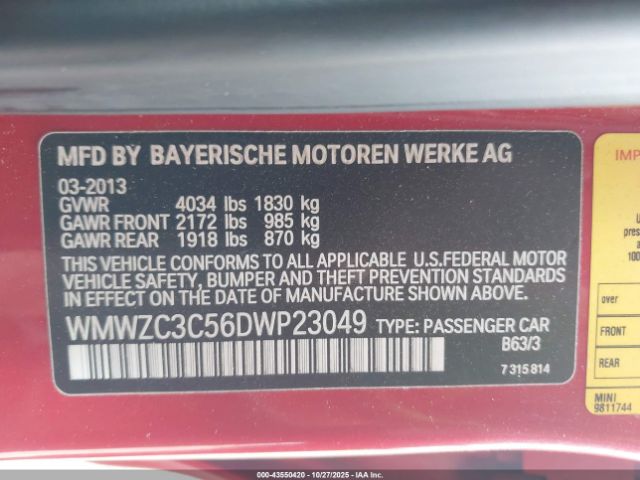 MFD BY BAYERISCHE MOTOREN WERKE AG
03-2013
GVWR 4034 lbs 1830 kg
GAWR FRONT 2172 lbs 985 kg
GAWR REAR 1918 lbs 870 kg
THIS VEHICLE CONFORMS TO ALL APPLICABLE U.S.FEDERAL MOTOR
VEHICLE SAFETY, BUMPER AND THEFT PREVENTION STANDARDS
IN EFFECT ON THE DATE OF MANUFACTURE SHOWN ABOVE.
WMWZC3C56DWP23049 TYPE: PASSENGER CAR
B63/3
7 315 814
IMP
U
pres
a
100
over
FRONT
REAR
MINI
9811744
000-43550420 - 10/27/2025 - IAA Inc.